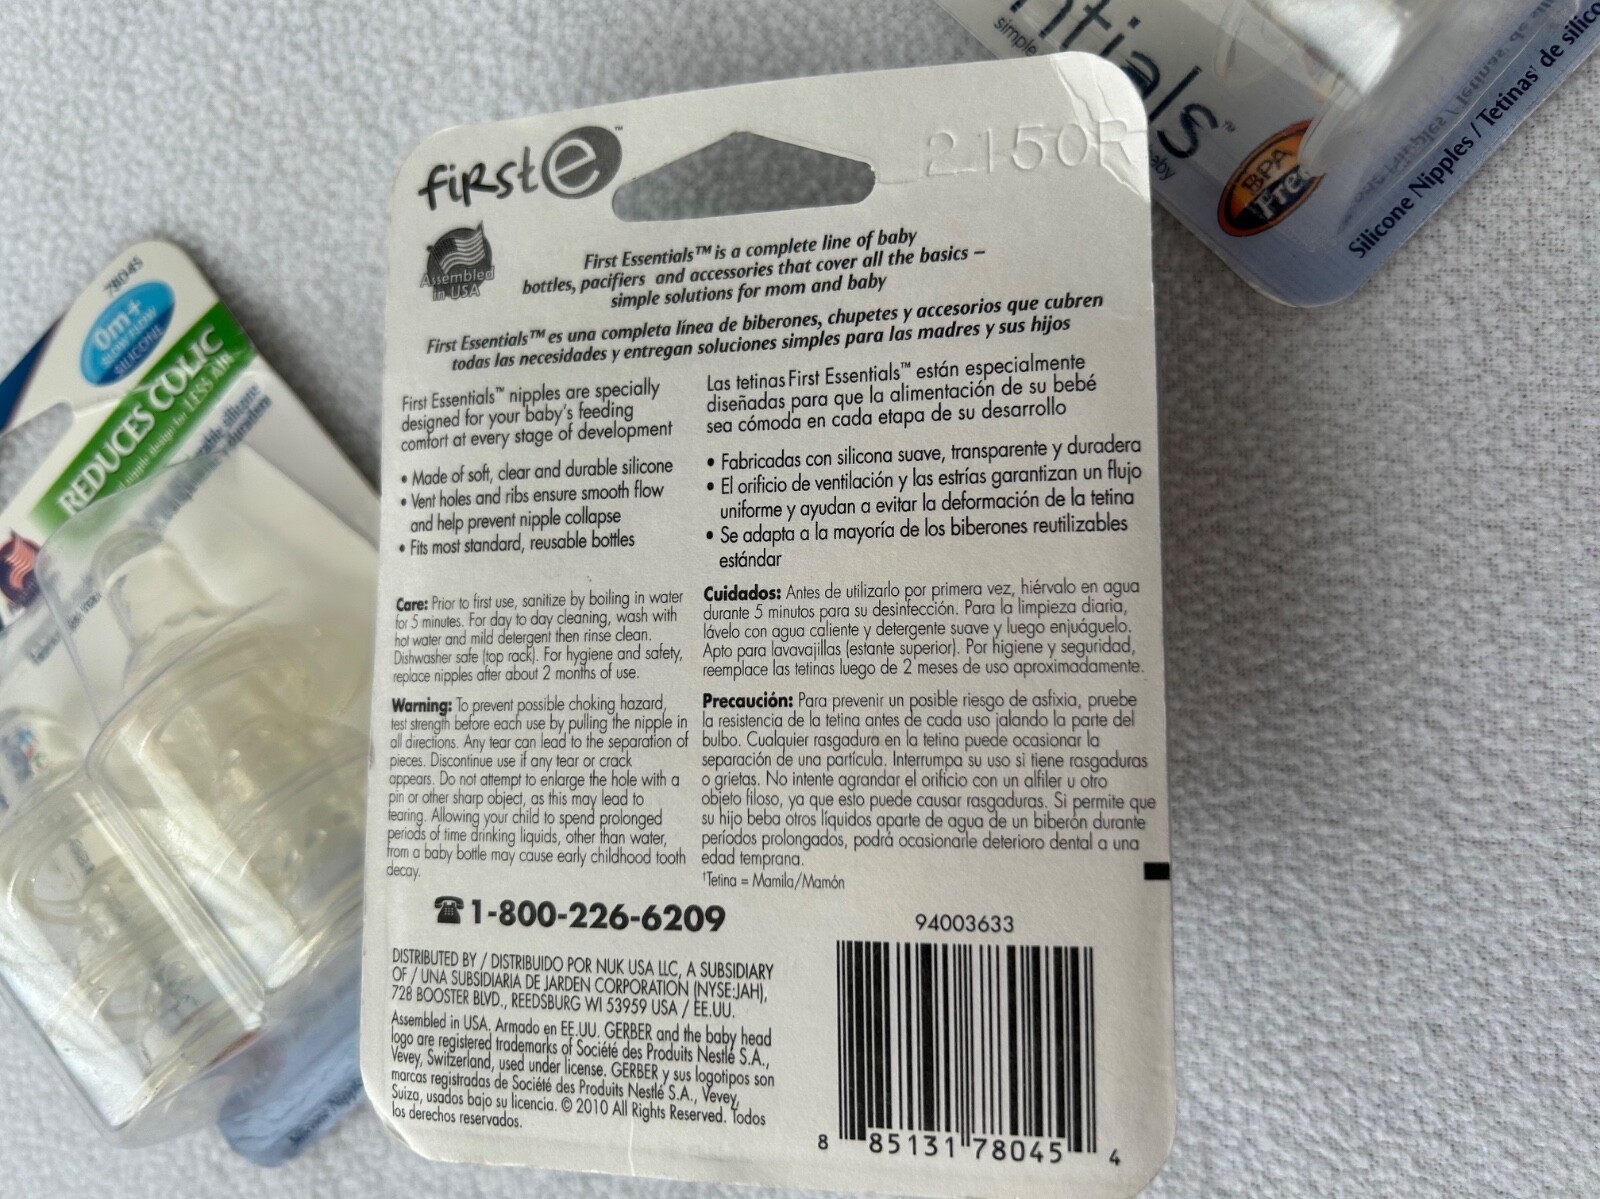 firste™
2150R
Assembled
in USA
First Essentials™ is a complete line of baby
bottles, pacifiers and accessories that cover all the basics –
simple solutions for mom and baby
First Essentials™ es una completa línea de biberones, chupetes y accesorios que cubren
todas las necesidades y entregan soluciones simples para las madres y sus hijos
First Essentials™ nipples are specially
designed for your baby's feeding
comfort at every stage of development
• Made of soft, clear and durable silicone
• Vent holes and ribs ensure smooth flow
and help prevent nipple collapse
• Fits most standard, reusable bottles
Care: Prior to first use, sanitize by boiling in water
for 5 minutes. For day to day cleaning, wash with
hot water and mild detergent then rinse clean.
Dishwasher safe (top rack). For hygiene and safety,
replace nipples after about 2 months of use.
Warning: To prevent possible choking hazard,
test strength before each use by pulling the nipple in
all directions. Any tear can lead to the separation of
pieces. Discontinue use if any tear or crack
appears. Do not attempt to enlarge the hole with a
pin or other sharp object, as this may lead to
tearing. Allowing your child to spend prolonged
periods of time drinking liquids, other than water,
from a baby bottle may cause early childhood tooth
decay.
Las tetinas First Essentials™ están especialmente
diseñadas para que la alimentación de su bebé
sea cómoda en cada etapa de su desarrollo
• Fabricadas con silicona suave, transparente y duradera
• El orificio de ventilación y las estrías garantizan un flujo
uniforme y ayudan a evitar la deformación de la tetina
• Se adapta a la mayoría de los biberones reutilizables
estándar
Cuidados: Antes de utilizarlo por primera vez, hiérvalo en agua
durante 5 minutos para su desinfección. Para la limpieza diaria,
lávelo con agua caliente y detergente suave y luego enjuáguelo.
Apto para lavavajillas (estante superior). Por higiene y seguridad,
reemplace las tetinas luego de 2 meses de uso aproximadamente.
Precaución: Para prevenir un posible riesgo de asfixia, pruebe
la resistencia de la tetina antes de cada uso jalando la parte del
bulbo. Cualquier rasgadura en la tetina puede ocasionar la
separación de una partícula. Interrumpa su uso si tiene rasgaduras
o grietas. No intente agrandar el orificio con un alfiler u otro
objeto filoso, ya que esto puede causar rasgaduras. Si permite que
su hijo beba otros líquidos aparte de agua de un biberón durante
períodos prolongados, podrá ocasionarle deterioro dental a una
edad temprana.
†Tetina = Mamila/Mamón
1-800-226-6209
DISTRIBUTED BY / DISTRIBUIDO POR NUK USA LLC, A SUBSIDIARY
OF / UNA SUBSIDIARIA DE JARDEN CORPORATION (NYSE:JAH),
728 BOOSTER BLVD., REEDSBURG WI 53959 USA / EE.UU.
Assembled in USA. Armado en EE.UU. GERBER and the baby head
logo are registered trademarks of Société des Produits Nestlé S.A.,
Vevey, Switzerland, used under license. GERBER y sus logotipos son
marcas registradas de Société des Produits Nestlé S.A., Vevey,
Suiza, usados bajo su licencia. © 2010 All Rights Reserved. Todos
los derechos reservados.
94003633
8 85131 78045 4
78045
0m+
SLOW FLOW
SILICONE
REDUCES COLIC
design for LESS AIR
ntials™
simple
baby
BPA
Free
Silicone Nipples / Tetinas† de silico